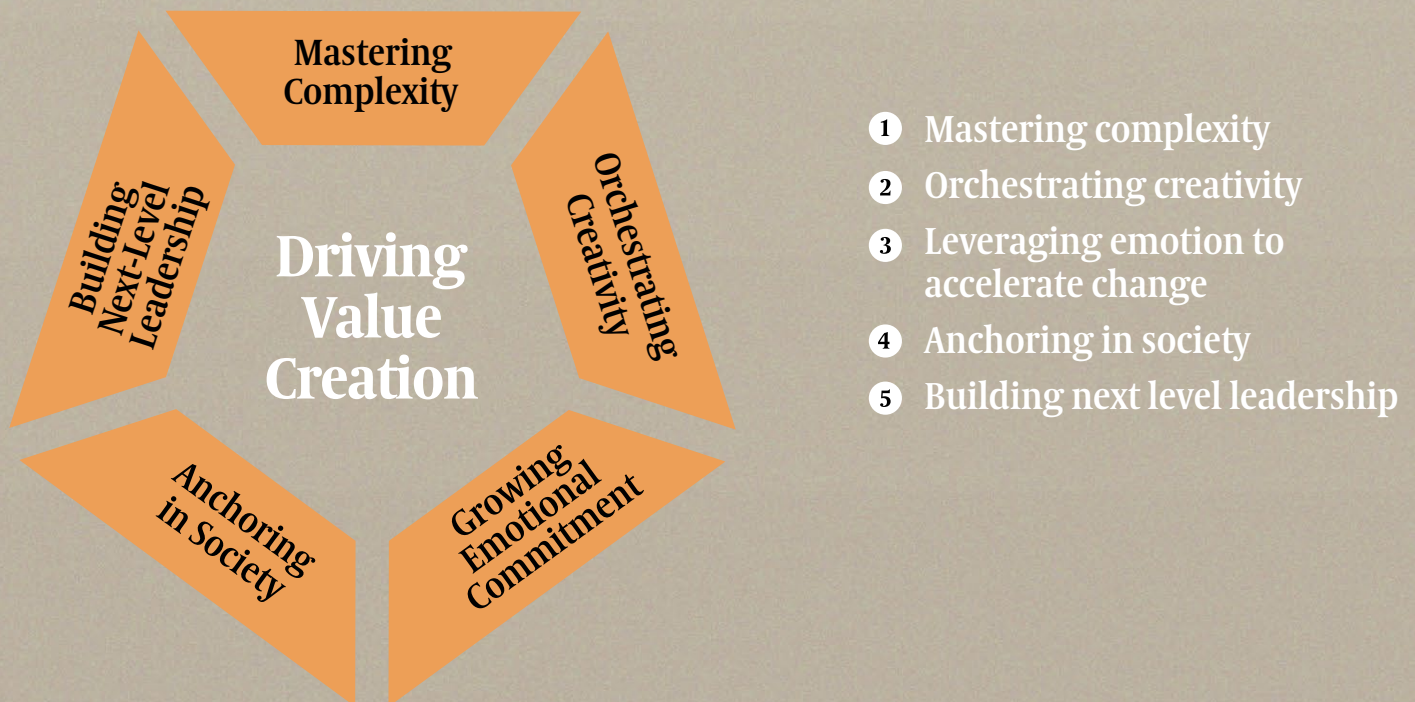 Mastering
Complexity
Orchestrating
Creativity
Growing
Emotional
Commitment
Anchoring
in Society
Building
Next-Level
Leadership
Driving
Value
Creation
1 Mastering complexity
2 Orchestrating creativity
3 Leveraging emotion to
accelerate change
4 Anchoring in society
5 Building next level leadership